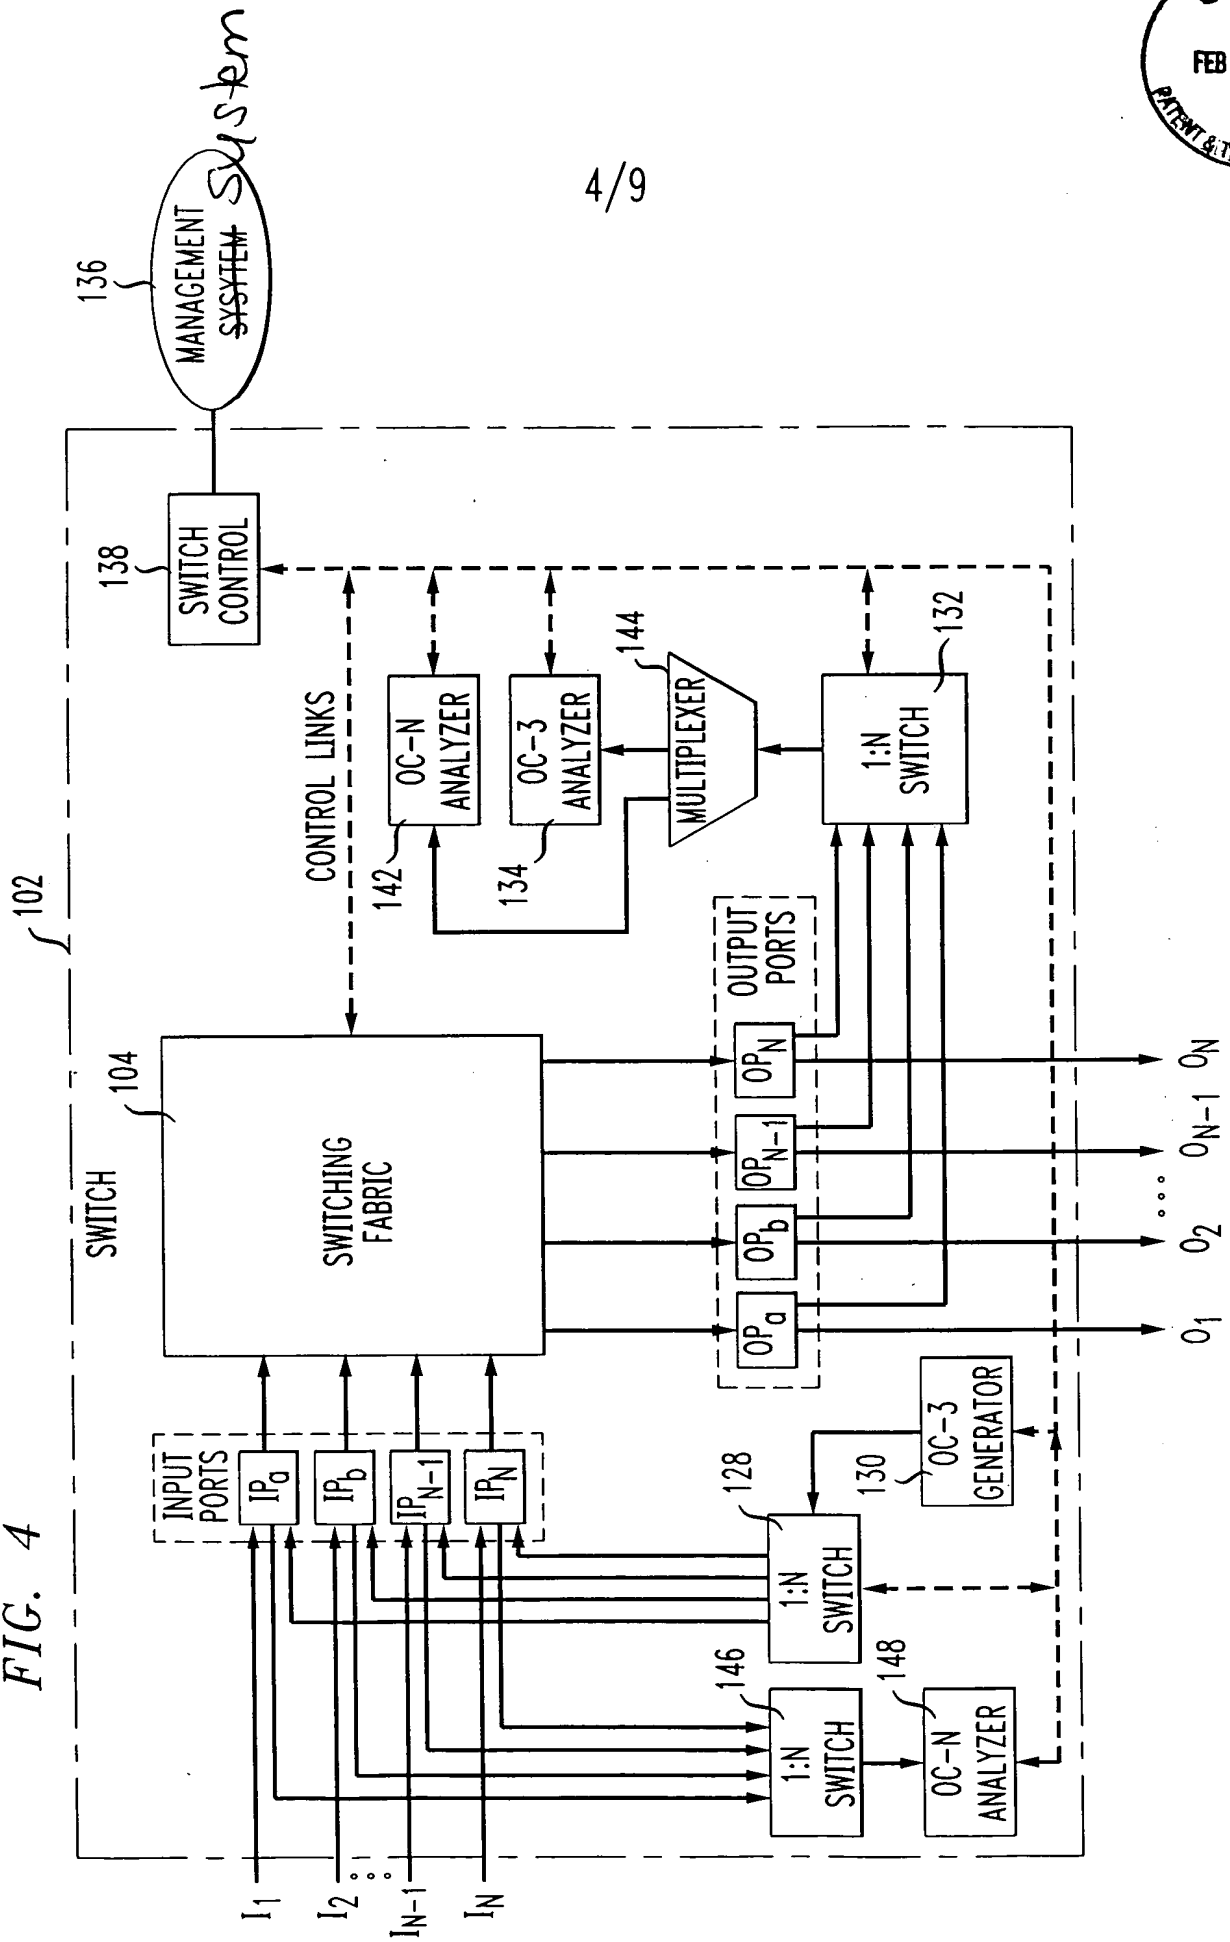 FEB
PATENT & T
4/9
FIG. 4
102
136
MANAGEMENT
SYSYTEM System
138
SWITCH
CONTROL
SWITCH
104
SWITCHING
FABRIC
CONTROL LINKS
INPUT
PORTS
IPa
IPb
IPN-1
IPN
I1
I2
IN-1
IN
142
OC-N
ANALYZER
134
OC-3
ANALYZER
144
MULTIPLEXER
132
1:N
SWITCH
OUTPUT
PORTS
OPa
OPb
OPN-1
OPN
146
1:N
SWITCH
128
1:N
SWITCH
148
OC-N
ANALYZER
130
OC-3
GENERATOR
O1
O2
ON-1
ON